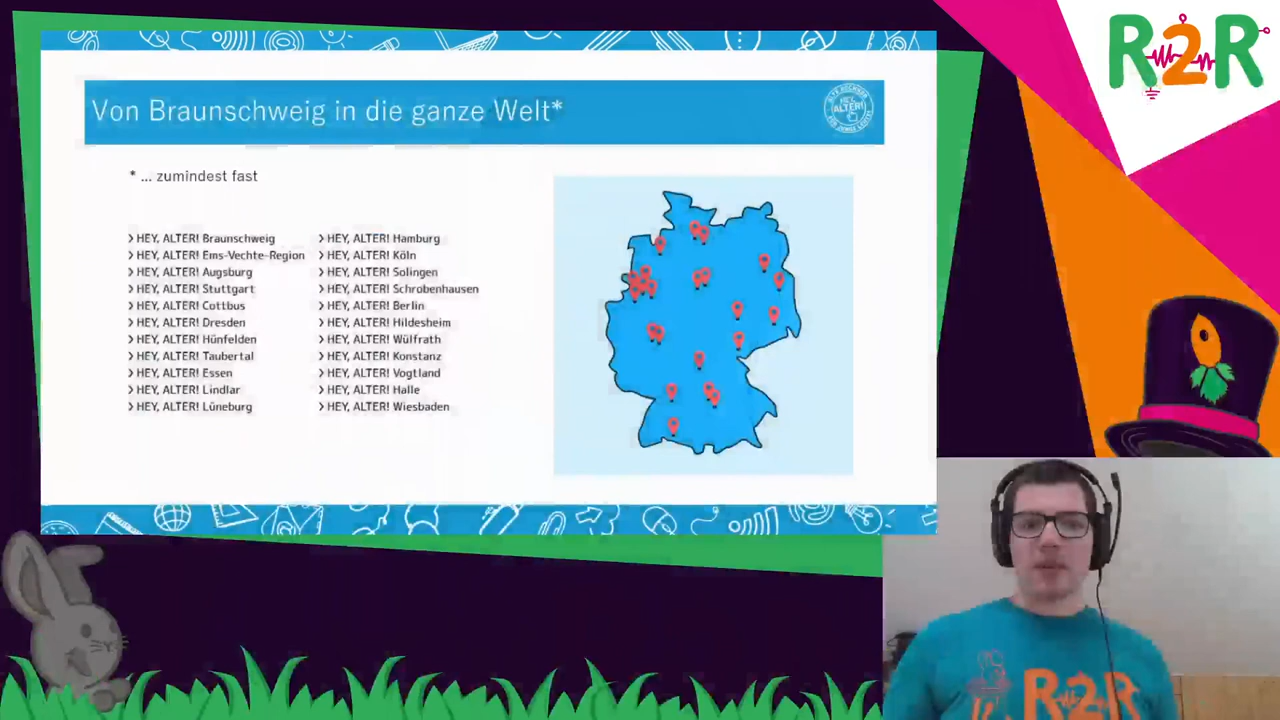 Von Braunschweig in die ganze Welt*
HEY, ALTER!
* ... zumindest fast
> HEY, ALTER! Braunschweig
> HEY, ALTER! Ems-Vechte-Region
> HEY, ALTER! Augsburg
> HEY, ALTER! Stuttgart
> HEY, ALTER! Cottbus
> HEY, ALTER! Dresden
> HEY, ALTER! Hünfelden
> HEY, ALTER! Taubertal
> HEY, ALTER! Essen
> HEY, ALTER! Lindlar
> HEY, ALTER! Lüneburg
> HEY, ALTER! Hamburg
> HEY, ALTER! Köln
> HEY, ALTER! Solingen
> HEY, ALTER! Schrobenhausen
> HEY, ALTER! Berlin
> HEY, ALTER! Hildesheim
> HEY, ALTER! Wülfrath
> HEY, ALTER! Konstanz
> HEY, ALTER! Vogtland
> HEY, ALTER! Halle
> HEY, ALTER! Wiesbaden
R2R
R2R